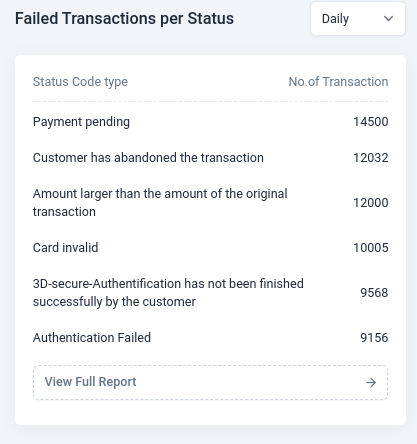 Failed Transactions per Status
Daily
Status Code type No.of Transaction
Payment pending 14500
Customer has abandoned the transaction 12032
Amount larger than the amount of the original
transaction 12000
Card invalid 10005
3D-secure-Authentification has not been finished
successfully by the customer 9568
Authentication Failed 9156
View Full Report